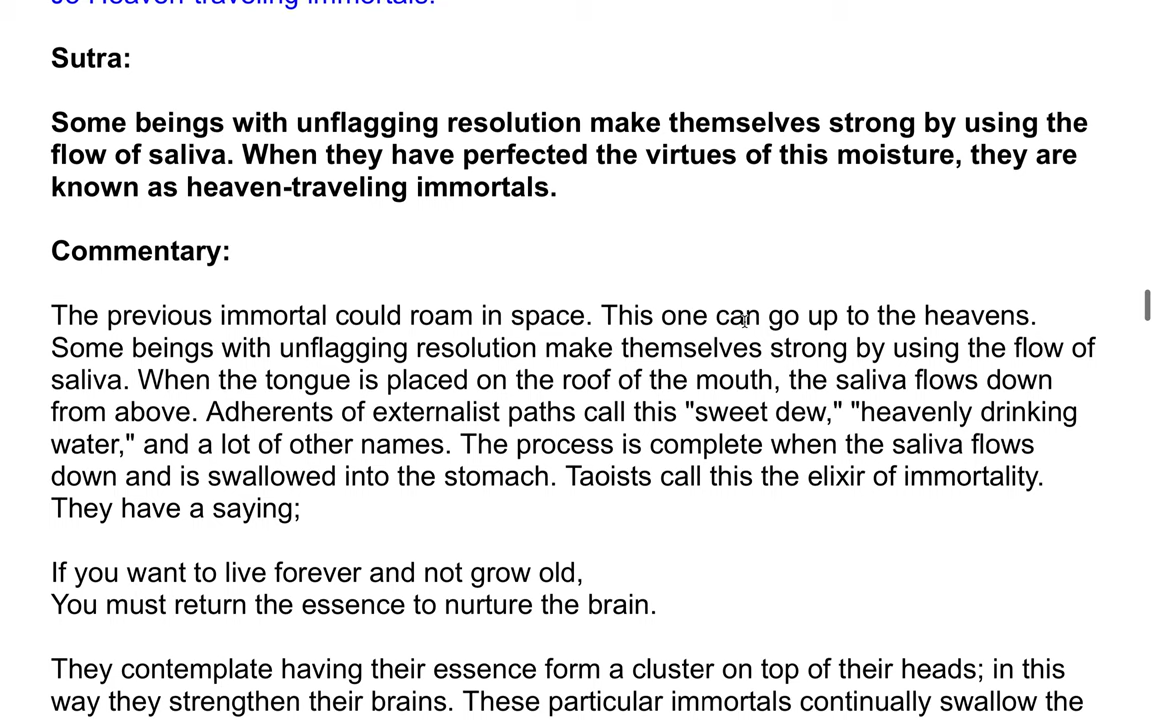 J5 Heaven-traveling immortals.
Sutra:
Some beings with unflagging resolution make themselves strong by using the
flow of saliva. When they have perfected the virtues of this moisture, they are
known as heaven-traveling immortals.
Commentary:
The previous immortal could roam in space. This one can go up to the heavens.
Some beings with unflagging resolution make themselves strong by using the flow of
saliva. When the tongue is placed on the roof of the mouth, the saliva flows down
from above. Adherents of externalist paths call this "sweet dew," "heavenly drinking
water," and a lot of other names. The process is complete when the saliva flows
down and is swallowed into the stomach. Taoists call this the elixir of immortality.
They have a saying;
If you want to live forever and not grow old,
You must return the essence to nurture the brain.
They contemplate having their essence form a cluster on top of their heads; in this
way they strengthen their brains. These particular immortals continually swallow the